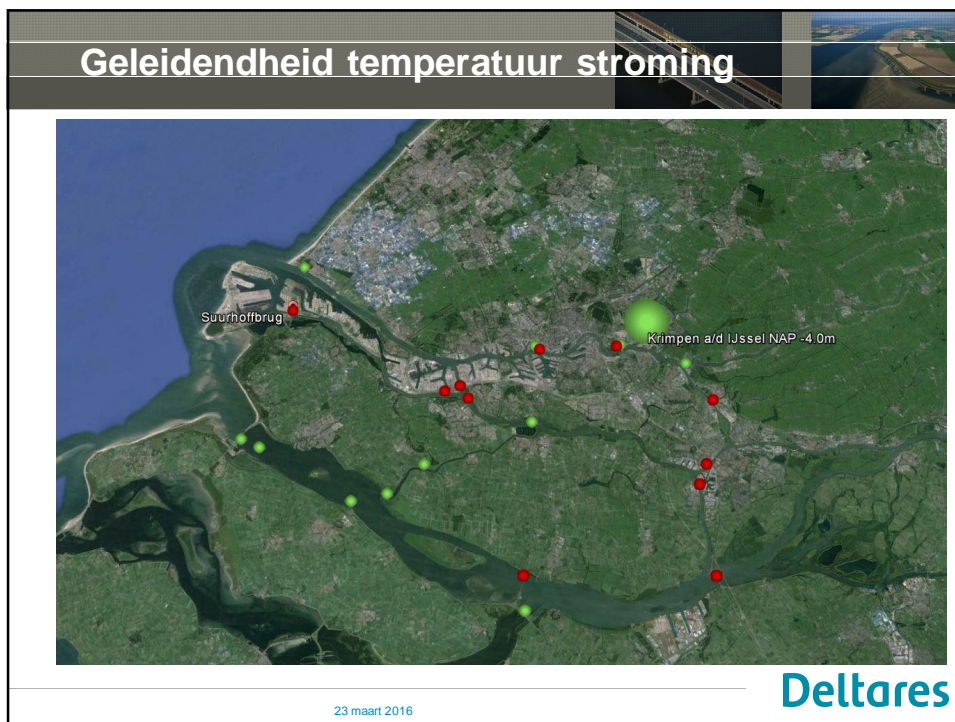 Geleidendheid temperatuur stroming
Suurhoffbrug
Krimpen a/d IJssel NAP -4.0m
23 maart 2016
Deltares